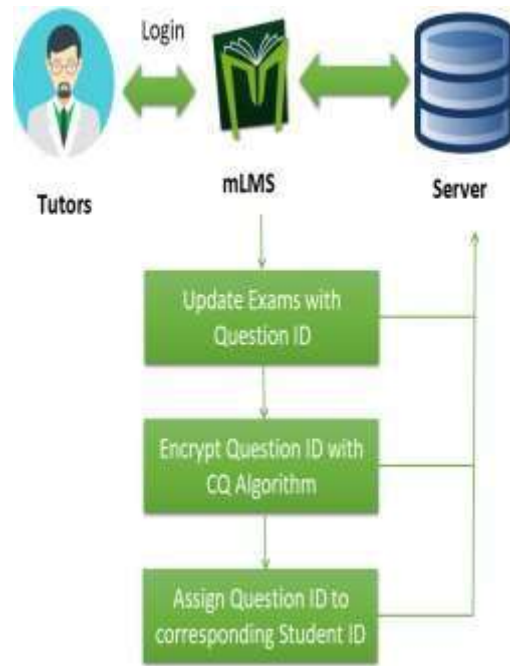 Login
mLMS
Server
Tutors
Update Exams with
Question ID
Encrypt Question ID with
CQ Algorithm
Assign Question ID to
corresponding Student ID